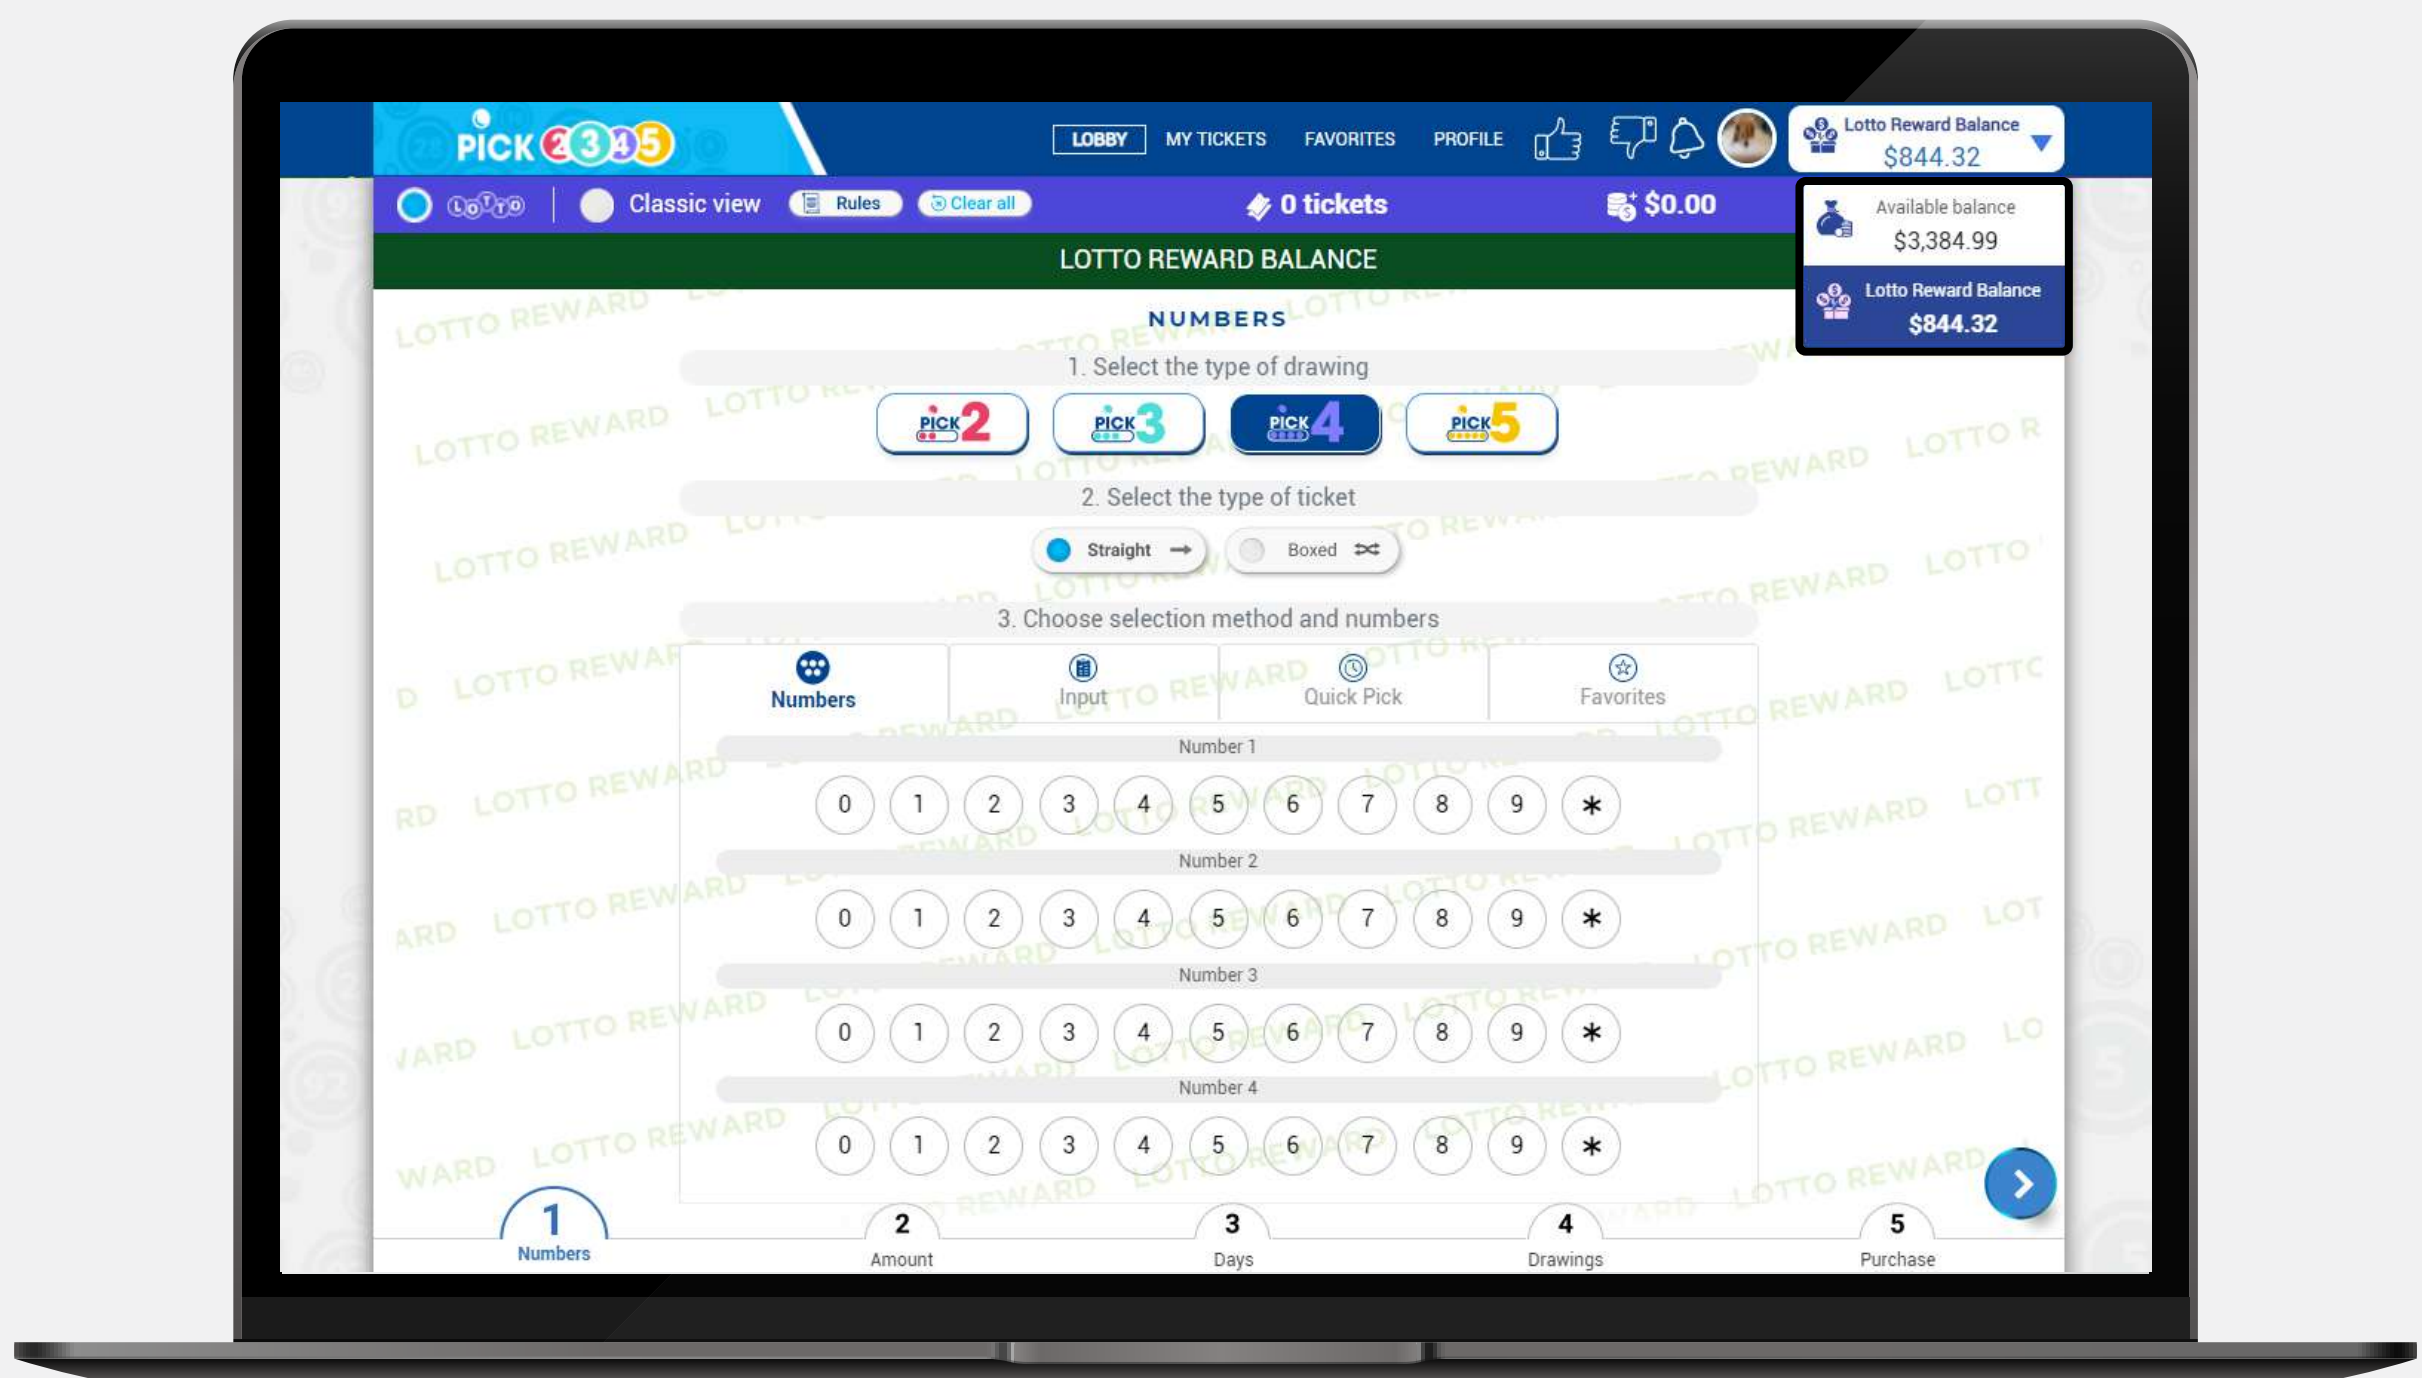 PICK 2345
LOBBY MY TICKETS FAVORITES PROFILE
Lotto Reward Balance
$844.32
LOTTO Classic view Rules Clear all 0 tickets $0.00
Available balance
$3,384.99
Lotto Reward Balance
$844.32
LOTTO REWARD BALANCE
NUMBERS
1. Select the type of drawing
PICK 2 PICK 3 PICK 4 PICK 5
2. Select the type of ticket
Straight Boxed
3. Choose selection method and numbers
Numbers Input Quick Pick Favorites
Number 1
0 1 2 3 4 5 6 7 8 9 *
Number 2
0 1 2 3 4 5 6 7 8 9 *
Number 3
0 1 2 3 4 5 6 7 8 9 *
Number 4
0 1 2 3 4 5 6 7 8 9 *
1 2 3 4 5
Numbers Amount Days Drawings Purchase